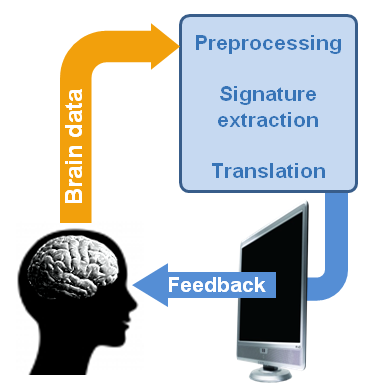 Preprocessing
Signature
extraction
Translation
Brain data
Feedback